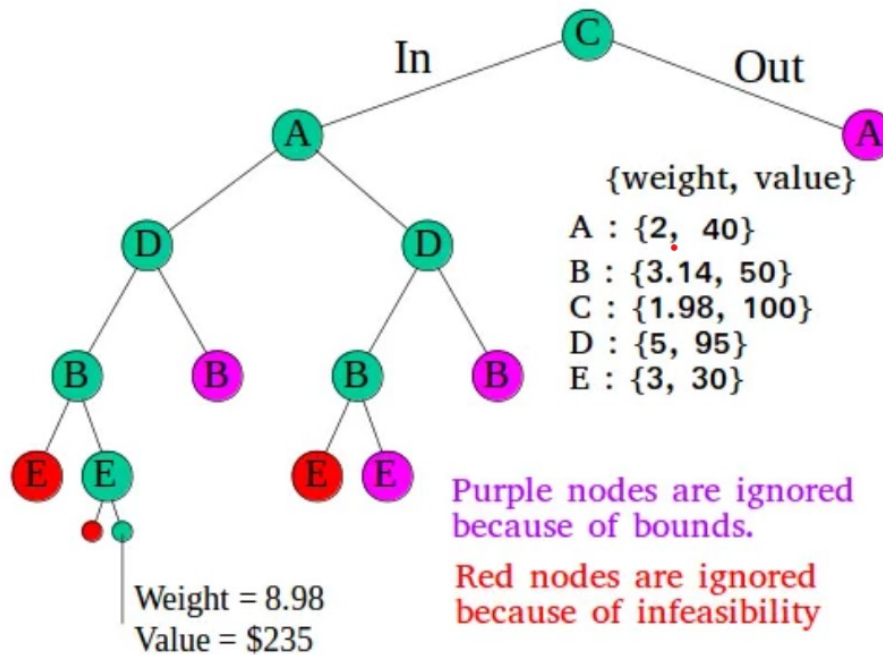 C
In
Out
A
A
{weight, value}
A : {2, 40}
D
D
B : {3.14, 50}
C : {1.98, 100}
D : {5, 95}
E : {3, 30}
B
B
B
B
E
E
E
E
Purple nodes are ignored
because of bounds.
Red nodes are ignored
because of infeasibility
Weight = 8.98
Value = $235